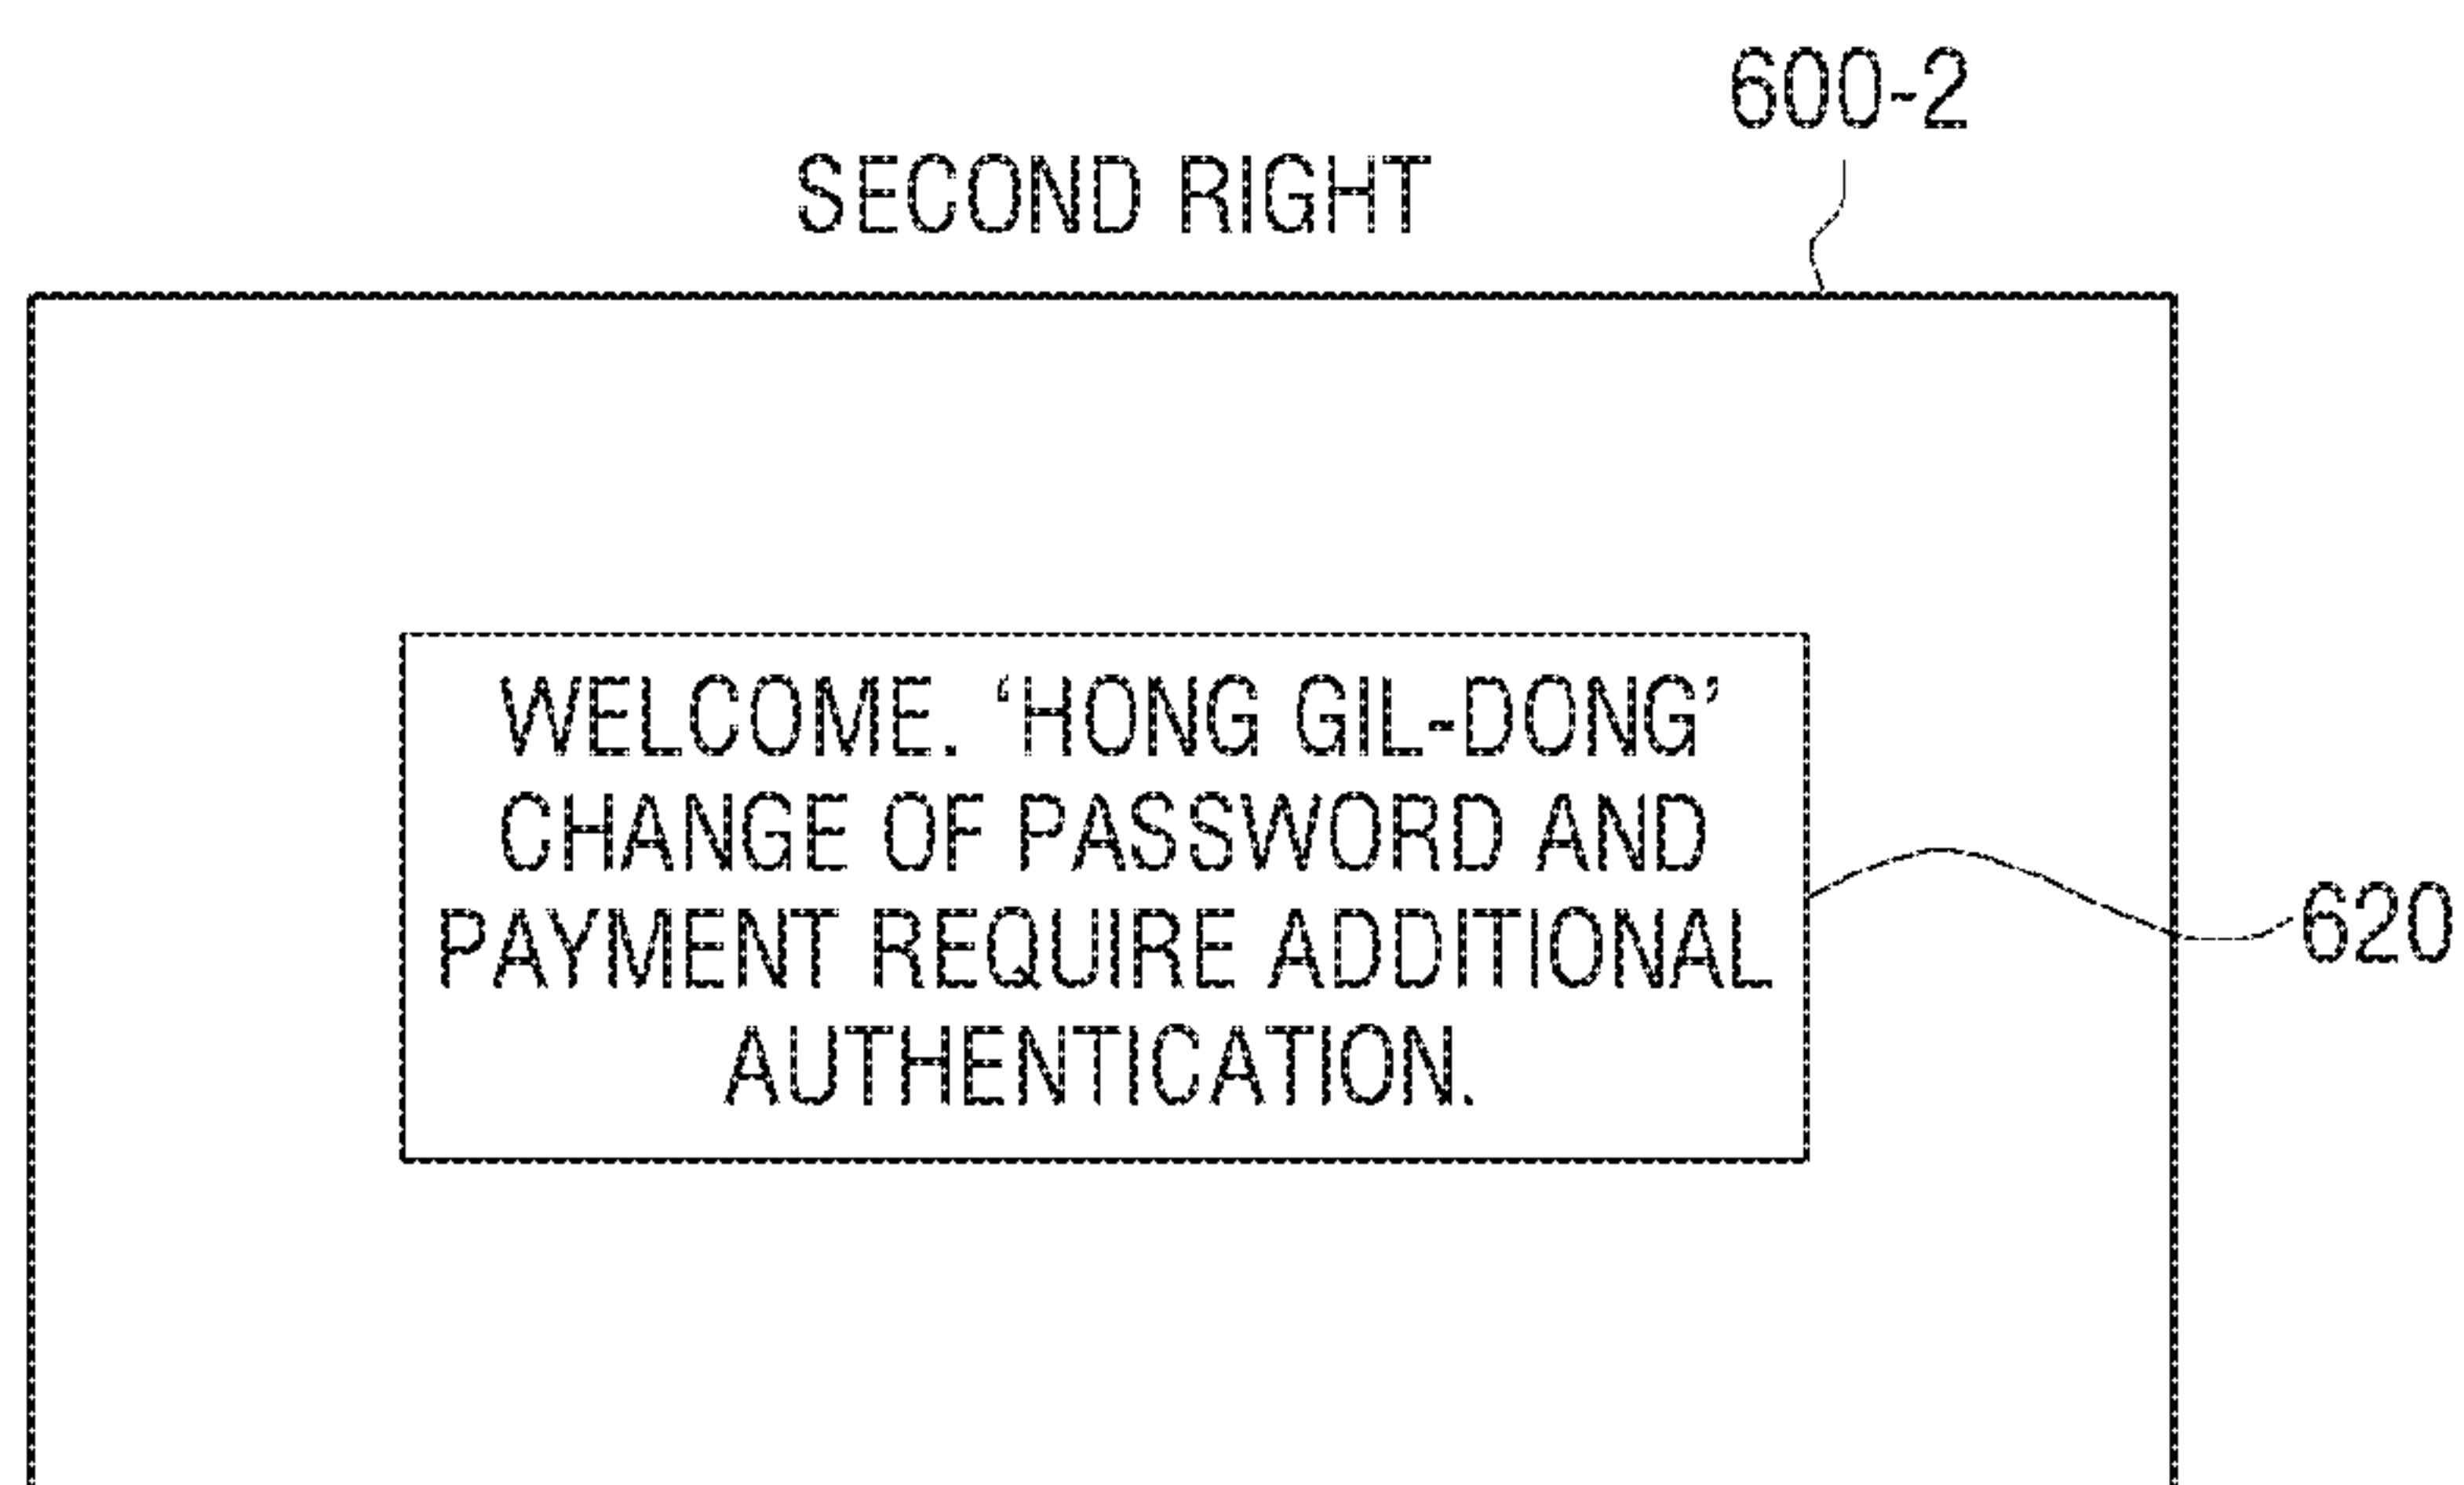 600-2
SECOND RIGHT
WELCOME. ‘HONG GIL-DONG’
CHANGE OF PASSWORD AND
PAYMENT REQUIRE ADDITIONAL
AUTHENTICATION.
620